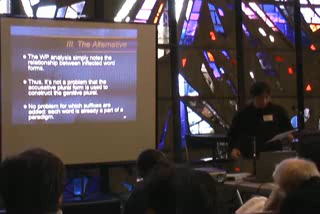 III. The Alternative
The WP analysis simply notes the
relationship between inflected word
forms.
Thus, it's not a problem that the
accusative plural form is used to
construct the genitive plural.
No problem for which suffixes are
added; each word is already a part of a
paradigm.